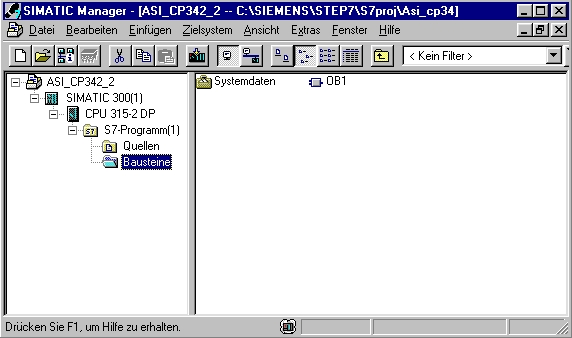 SIMATIC Manager - [ASI_CP342_2 -- C:\SIEMENS\STEP7\S7proj\Asi_cp34]
Datei Bearbeiten Einfügen Zielsystem Ansicht Extras Fenster Hilfe
< Kein Filter >
ASI_CP342_2
SIMATIC 300(1)
CPU 315-2 DP
S7-Programm(1)
Quellen
Bausteine
Systemdaten OB1
Drücken Sie F1, um Hilfe zu erhalten.